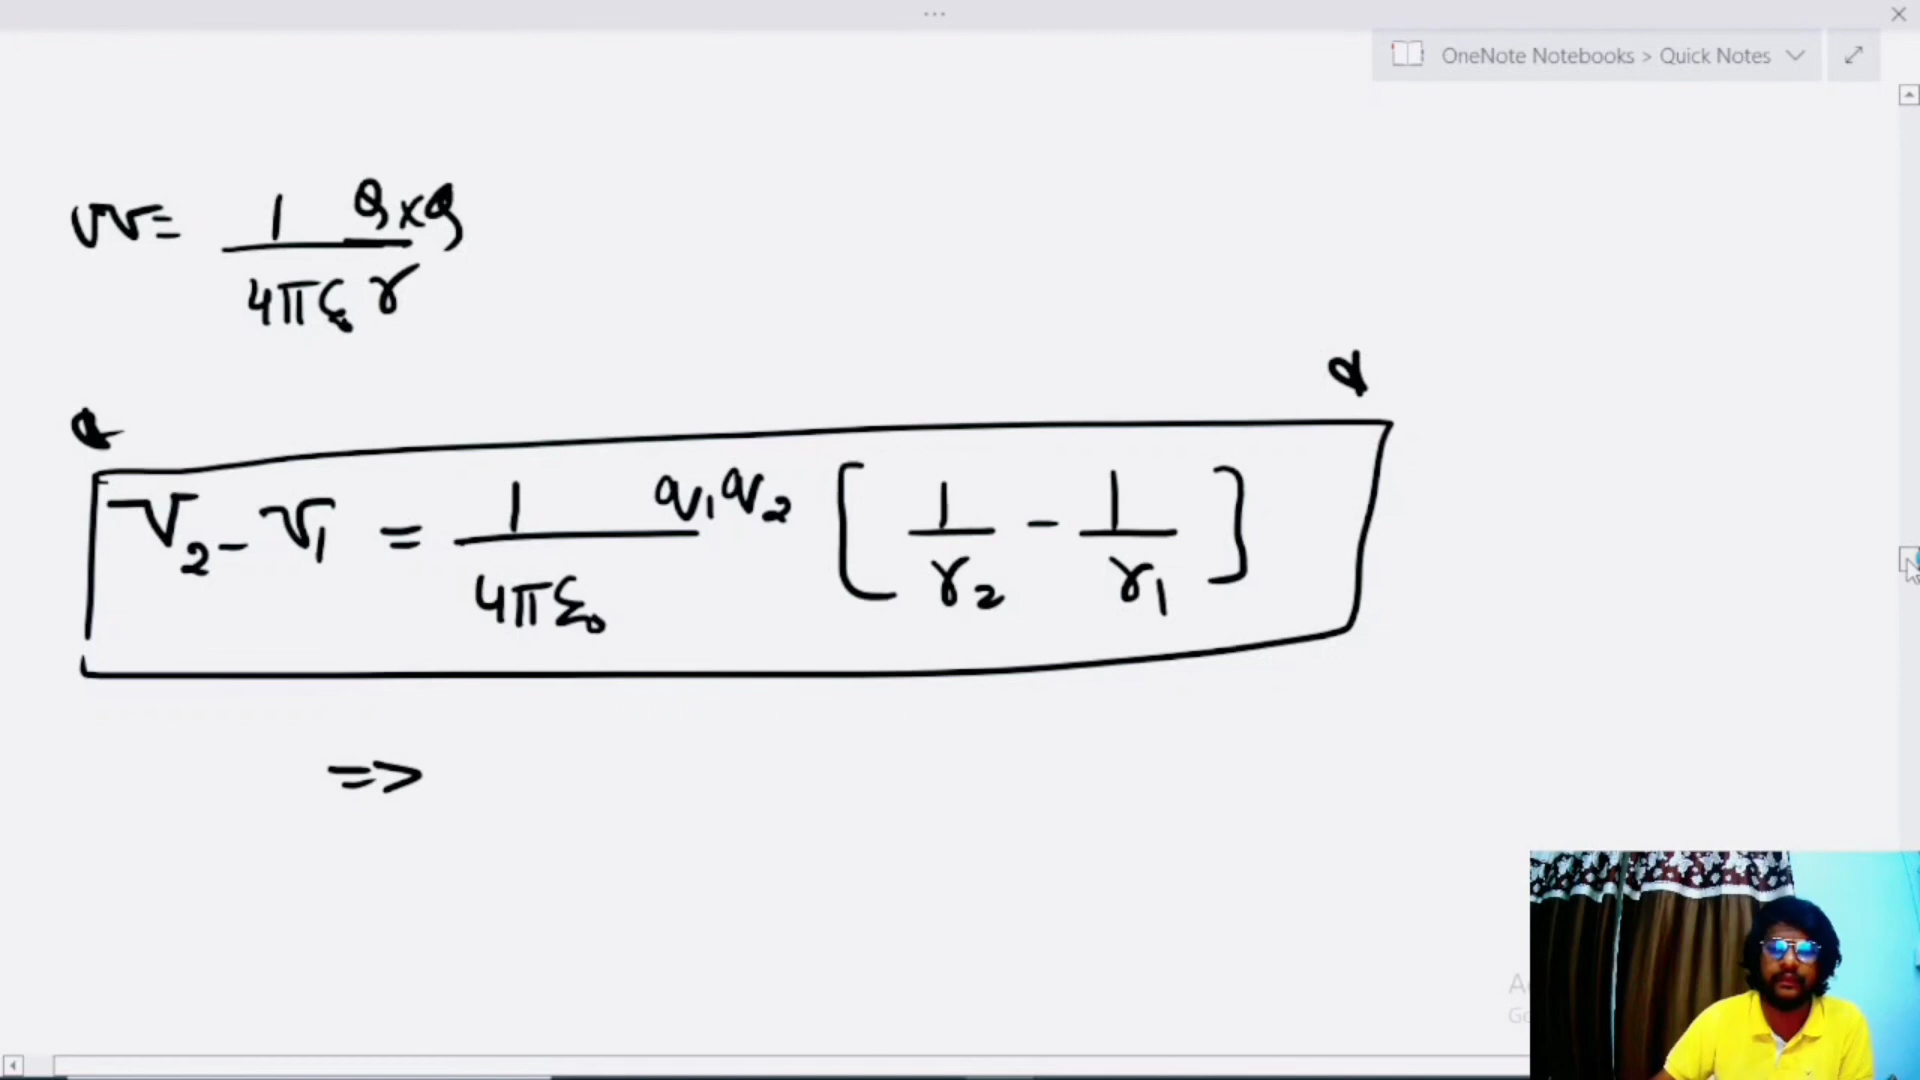 OneNote Notebooks > Quick Notes
W = 1/4πε₀ Q×Q/r
V₂ - V₁ = 1/4πε₀ q₁q₂ [1/r₂ - 1/r₁]
=>